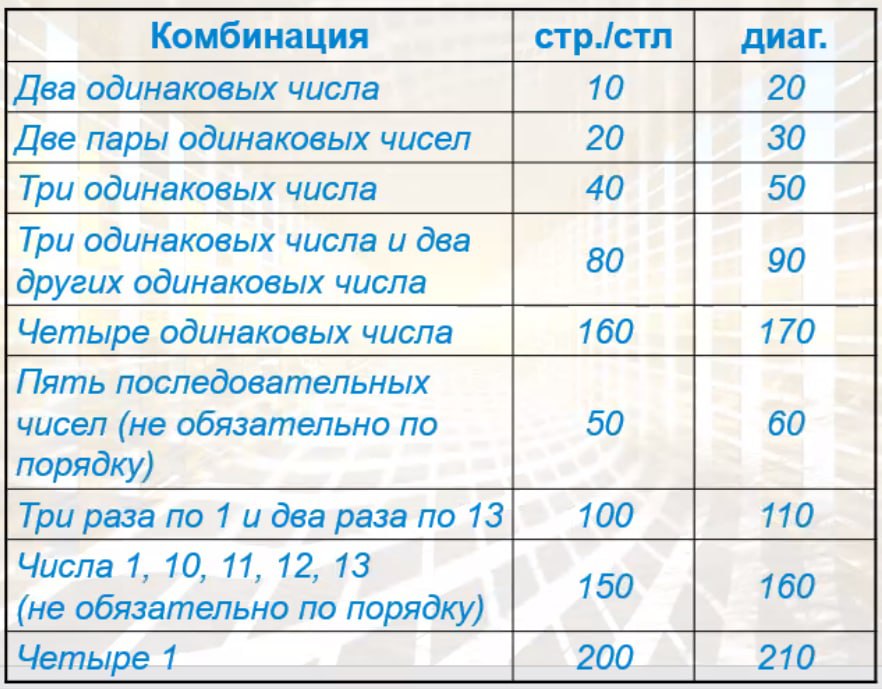 Комбинация стр./стл диаг.
Два одинаковых числа 10 20
Две пары одинаковых чисел 20 30
Три одинаковых числа 40 50
Три одинаковых числа и два
других одинаковых числа 80 90
Четыре одинаковых числа 160 170
Пять последовательных
чисел (не обязательно по 50 60
порядку)
Три раза по 1 и два раза по 13 100 110
Числа 1, 10, 11, 12, 13
(не обязательно по порядку) 150 160
Четыре 1 200 210